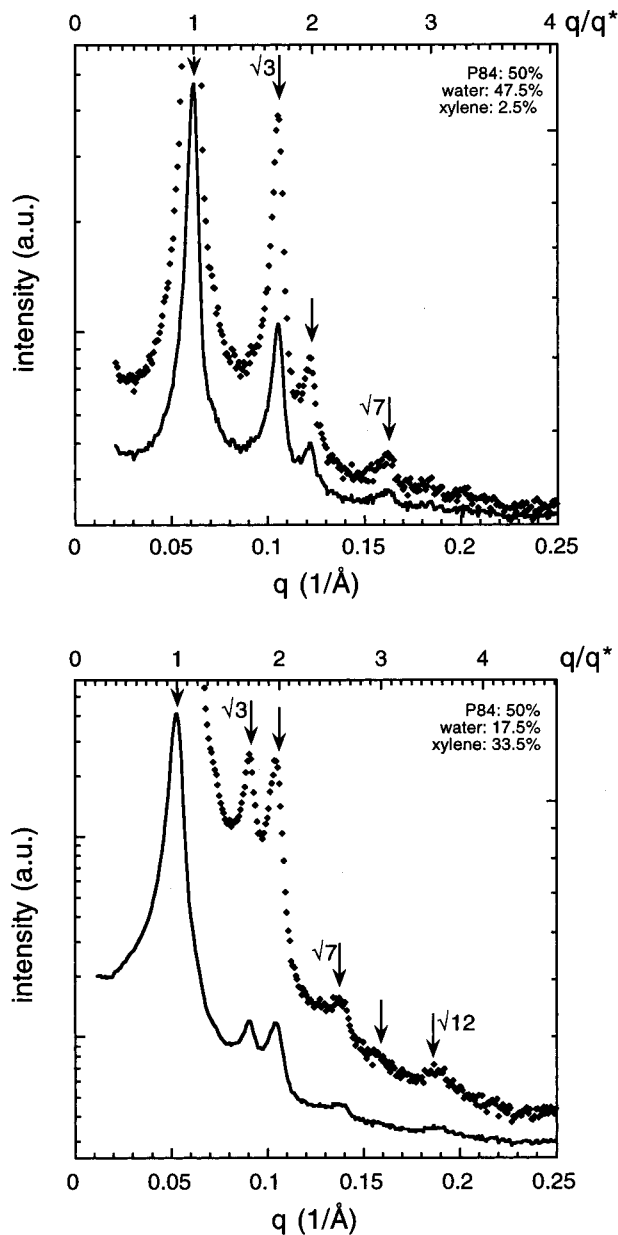 0 1 2 3 4 q/q*
√3
P84: 50%
water: 47.5%
xylene: 2.5%
√7
intensity (a.u.)
0 0.05 0.1 0.15 0.2 0.25
q (1/Å)
0 1 2 3 4 q/q*
√3
P84: 50%
water: 17.5%
xylene: 33.5%
√7
√12
intensity (a.u.)
0 0.05 0.1 0.15 0.2 0.25
q (1/Å)